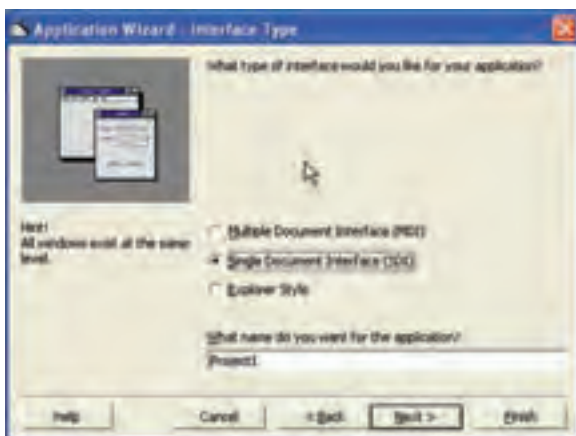 Application Wizard - Interface Type
What type of interface would you like for your application?
Hint!
All windows exist at the same
level.
Multiple Document Interface (MDI)
Single Document Interface (SDI)
Explorer Style
What name do you want for the application?
Project1
Help
Cancel
< Back
Next >
Finish